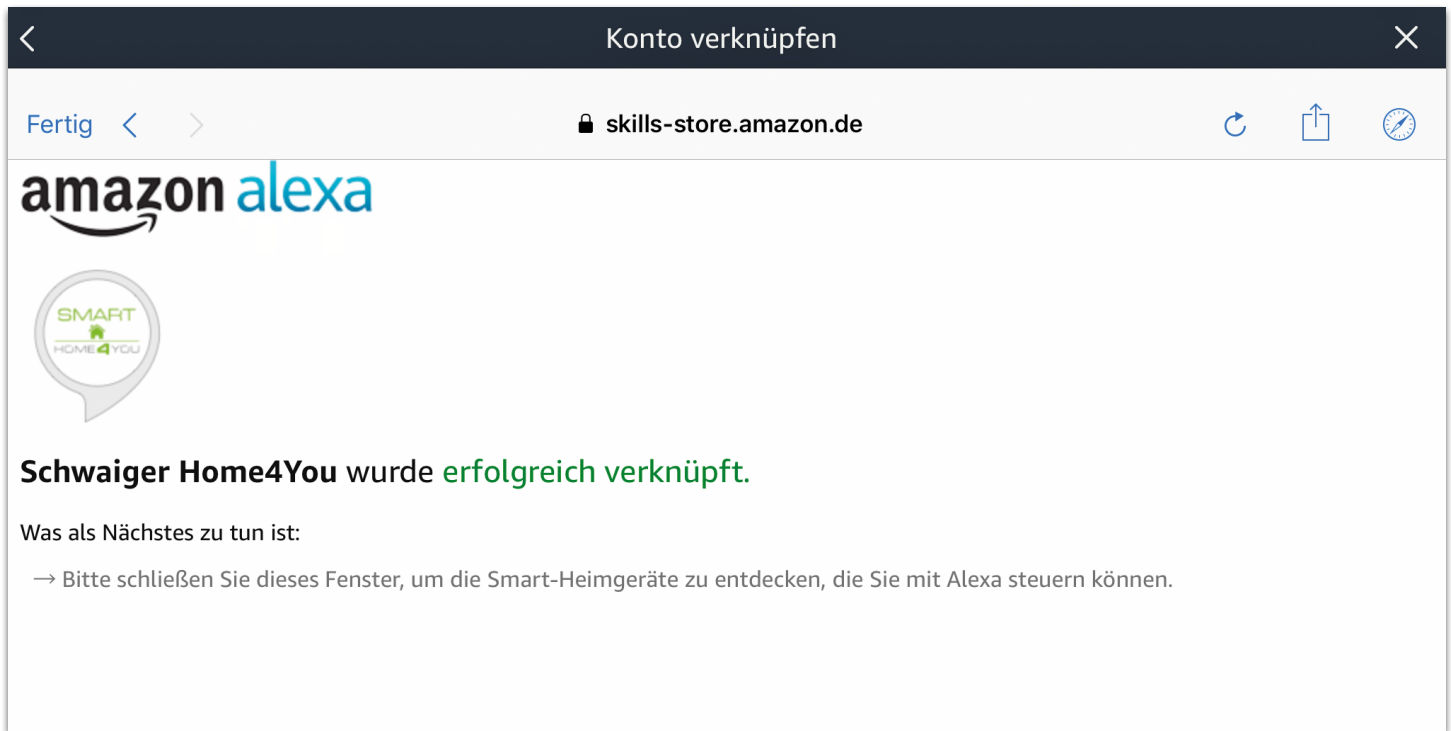 Konto verknüpfen
Fertig
skills-store.amazon.de
amazon alexa
SMART
HOME4YOU
Schwaiger Home4You wurde erfolgreich verknüpft.
Was als Nächstes zu tun ist:
→ Bitte schließen Sie dieses Fenster, um die Smart-Heimgeräte zu entdecken, die Sie mit Alexa steuern können.